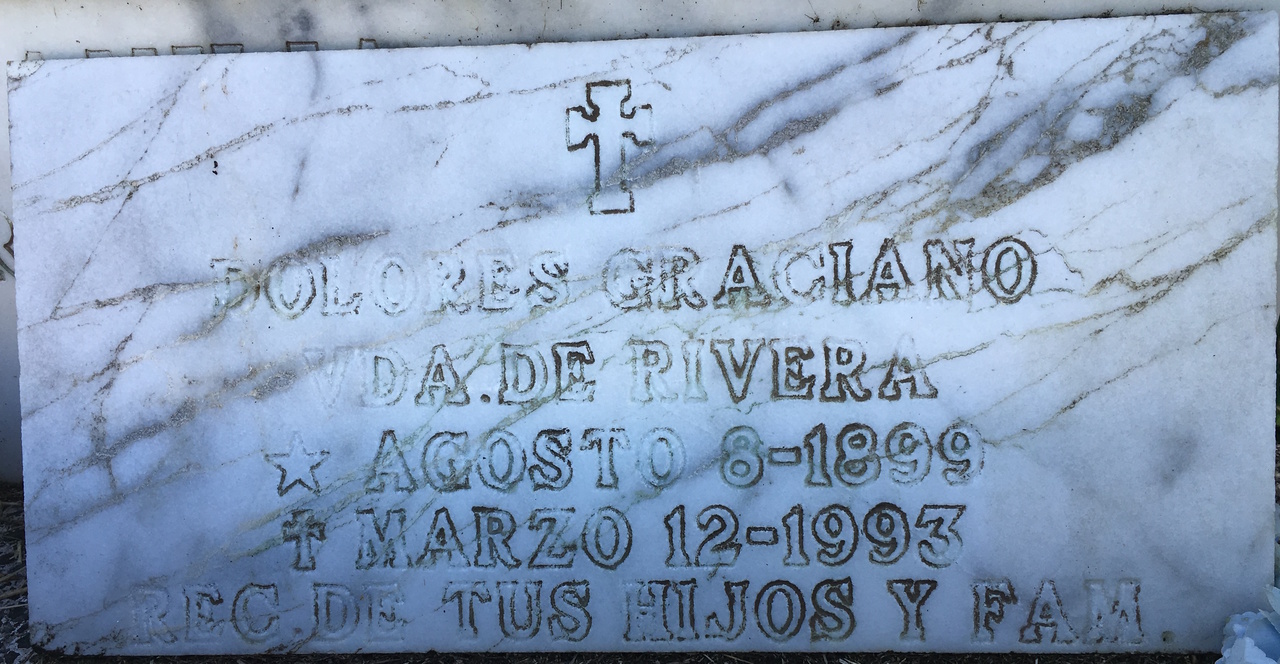 DOLORES GRACIANO
VDA. DE RIVERA
☆ AGOSTO 8-1899
✝ MARZO 12-1993
REC. DE TUS HIJOS Y FAM.